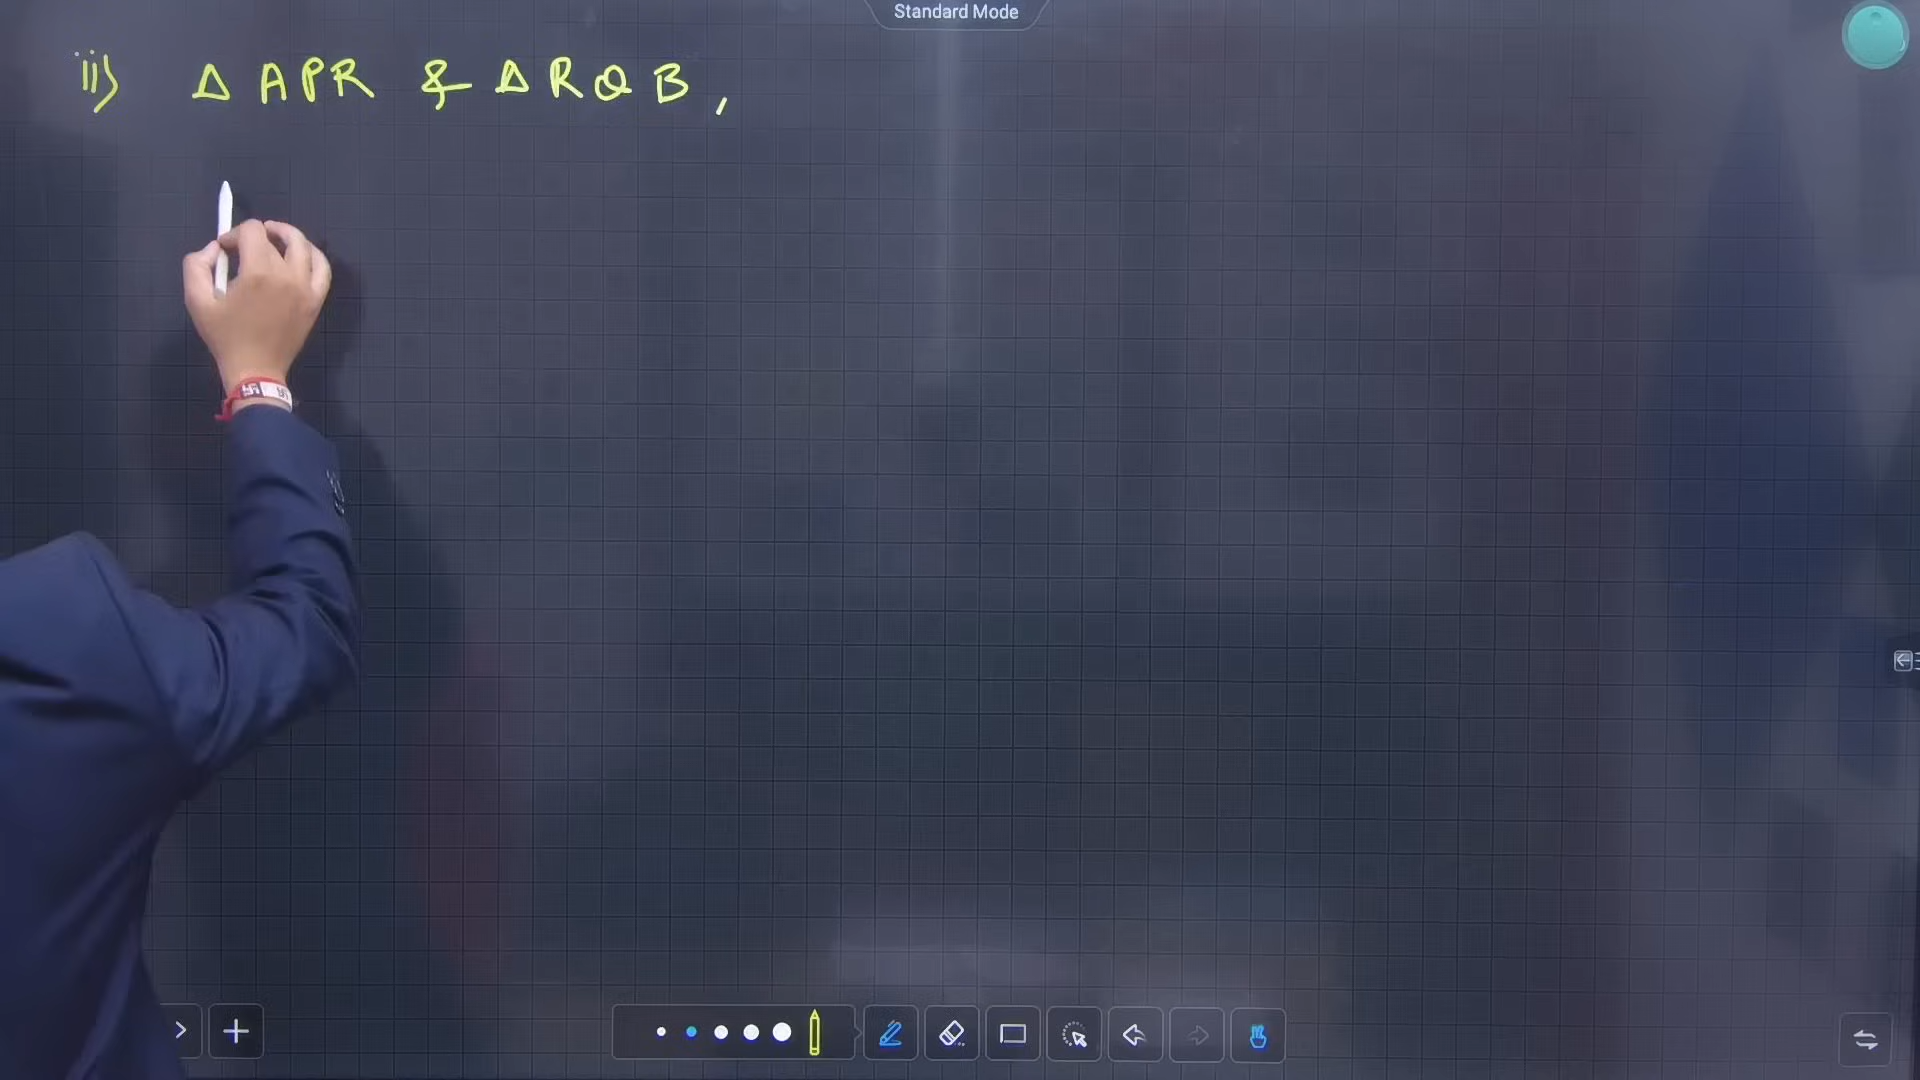 Standard Mode
ii) Δ APR & Δ RQB,